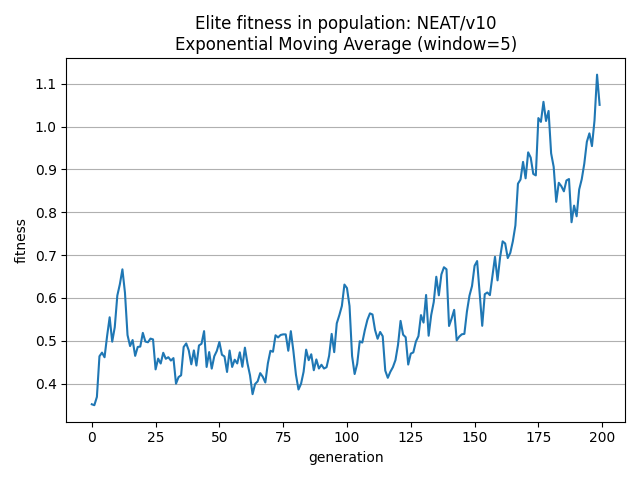 Elite fitness in population: NEAT/v10
Exponential Moving Average (window=5)
1.1
1.0
0.9
0.8
0.7
0.6
0.5
0.4
fitness
0 25 50 75 100 125 150 175 200
generation